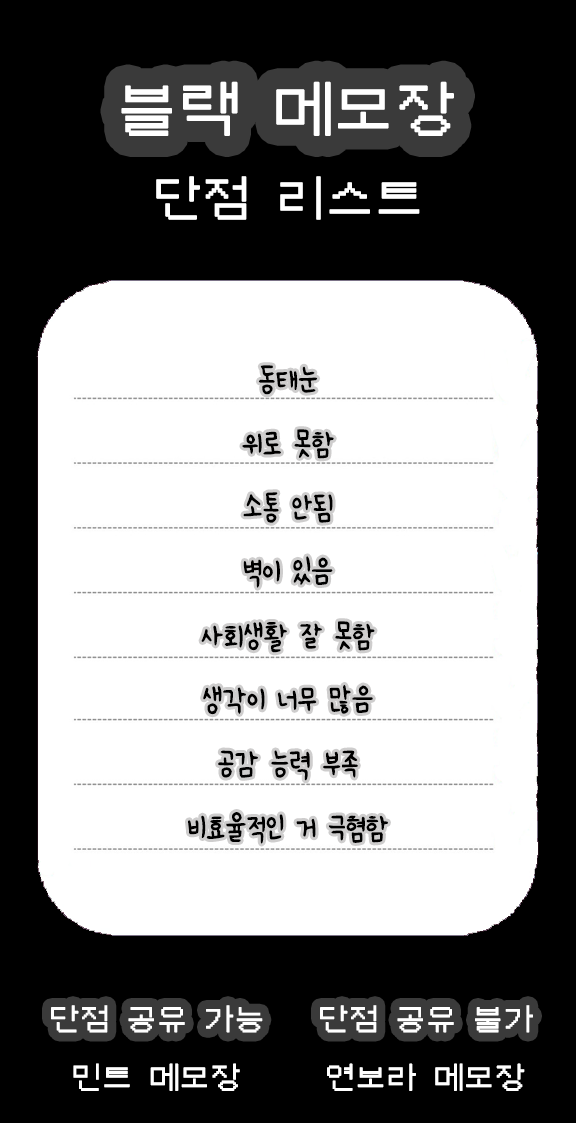 블랙 메모장
단점 리스트
동태눈
위로 못함
소통 안됨
벽이 있음
사회생활 잘 못함
생각이 너무 많음
공감 능력 부족
비효율적인 거 극혐함
단점 공유 가능 단점 공유 불가
민트 메모장 연보라 메모장